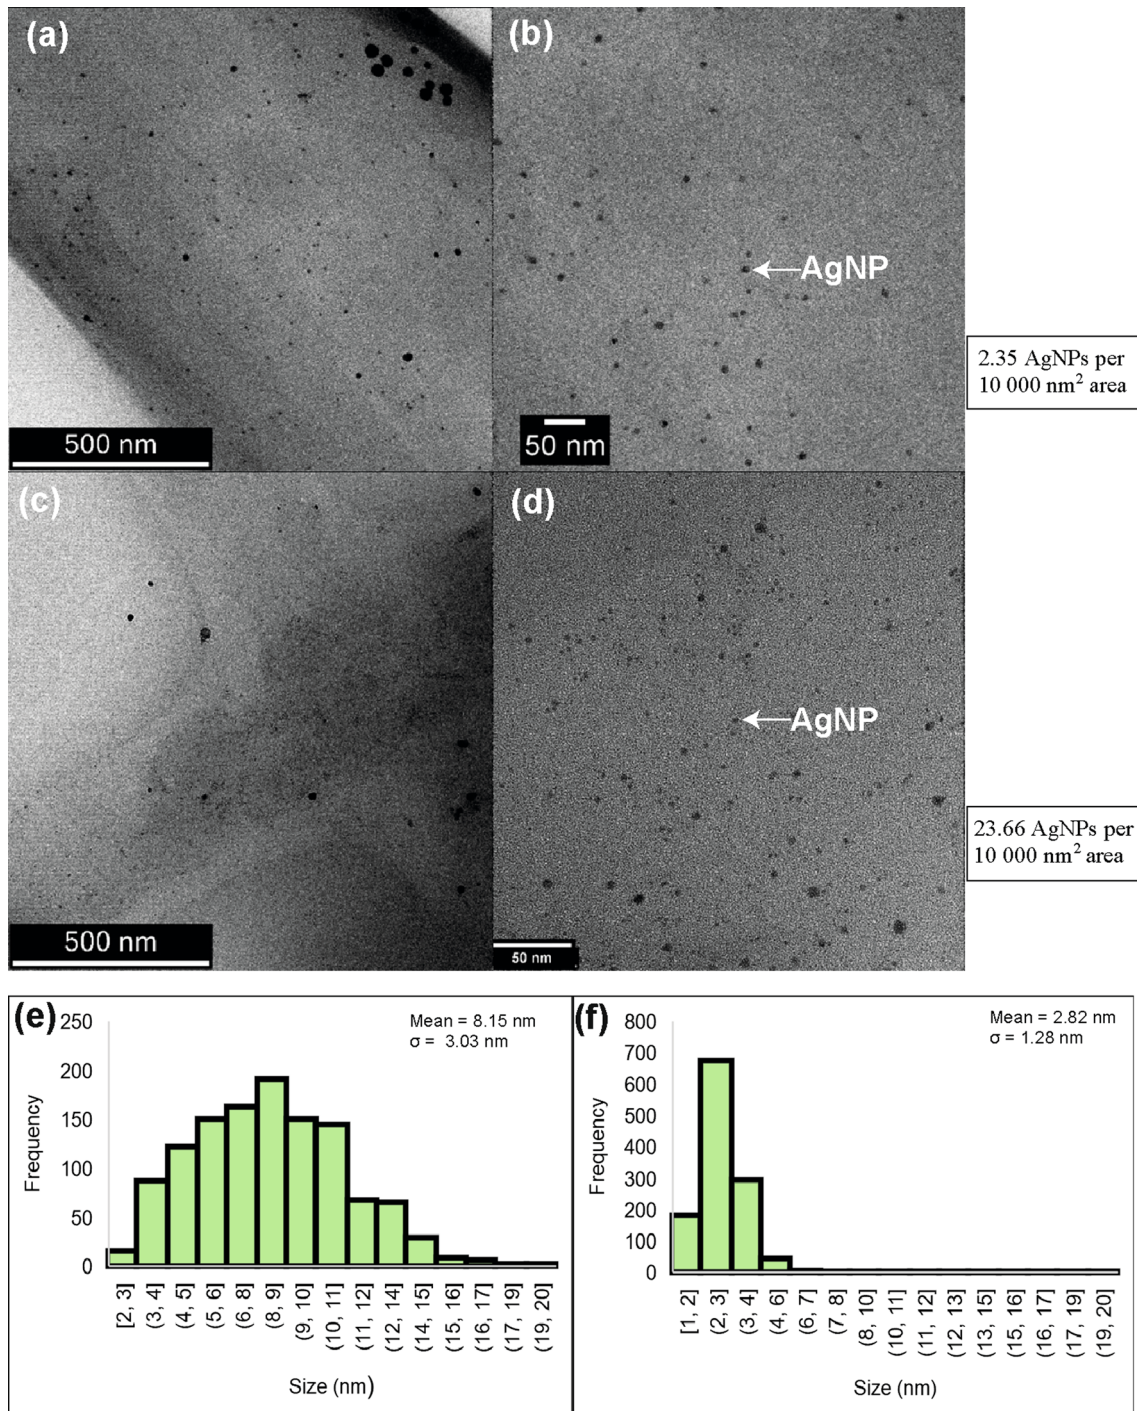 (a)
(b)
AgNP
500 nm
50 nm
2.35 AgNPs per
10 000 nm² area
(c)
(d)
AgNP
500 nm
50 nm
23.66 AgNPs per
10 000 nm² area
(e)
Mean = 8.15 nm
σ = 3.03 nm
250
200
150
100
50
0
Frequency
[2, 3]
(3, 4]
(4, 5]
(5, 6]
(6, 8]
(8, 9]
(9, 10]
(10, 11]
(11, 12]
(12, 14]
(14, 15]
(15, 16]
(16, 17]
(17, 19]
(19, 20]
Size (nm)
(f)
Mean = 2.82 nm
σ = 1.28 nm
800
700
600
500
400
300
200
100
0
Frequency
[1, 2]
(2, 3]
(3, 4]
(4, 6]
(6, 7]
(7, 8]
(8, 10]
(10, 11]
(11, 12]
(12, 13]
(13, 15]
(15, 16]
(16, 17]
(17, 19]
(19, 20]
Size (nm)